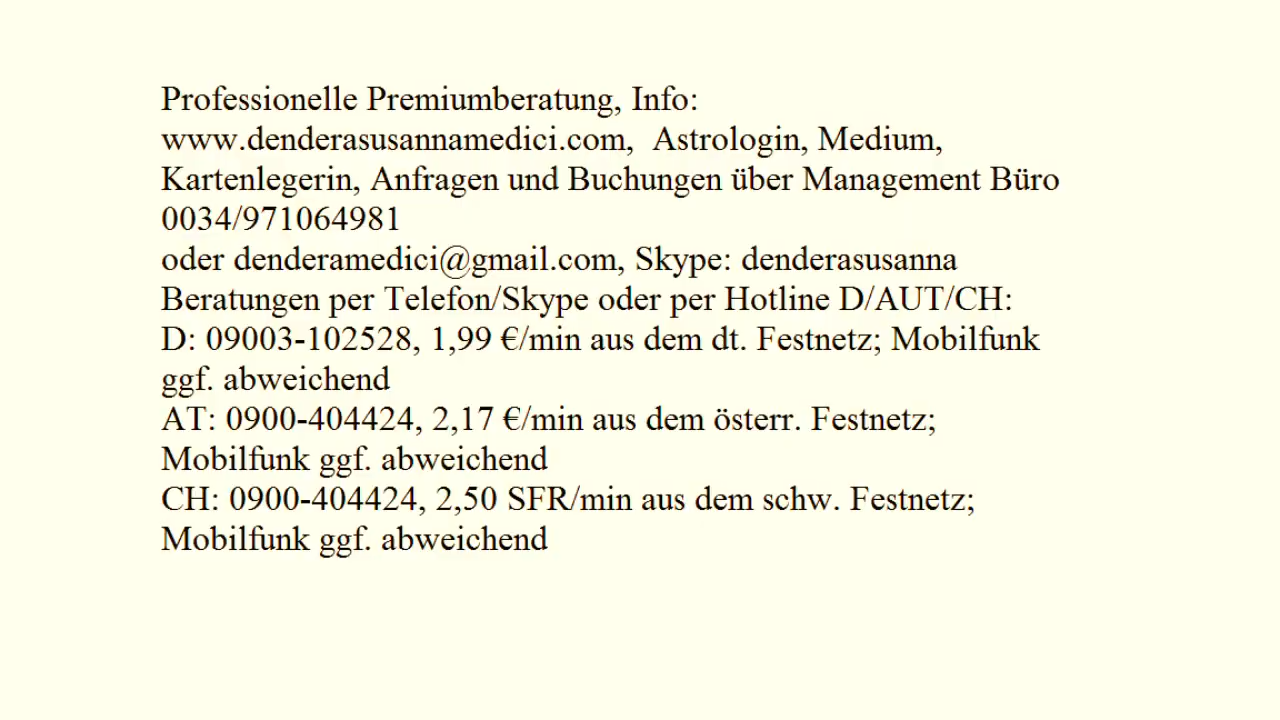 Professionelle Premiumberatung, Info:
www.denderasusannamedici.com,  Astrologin, Medium,
Kartenlegerin, Anfragen und Buchungen über Management Büro
0034/971064981
oder denderamedici@gmail.com, Skype: denderasusanna
Beratungen per Telefon/Skype oder per Hotline D/AUT/CH:
D: 09003-102528, 1,99 €/min aus dem dt. Festnetz; Mobilfunk
ggf. abweichend
AT: 0900-404424, 2,17 €/min aus dem österr. Festnetz;
Mobilfunk ggf. abweichend
CH: 0900-404424, 2,50 SFR/min aus dem schw. Festnetz;
Mobilfunk ggf. abweichend